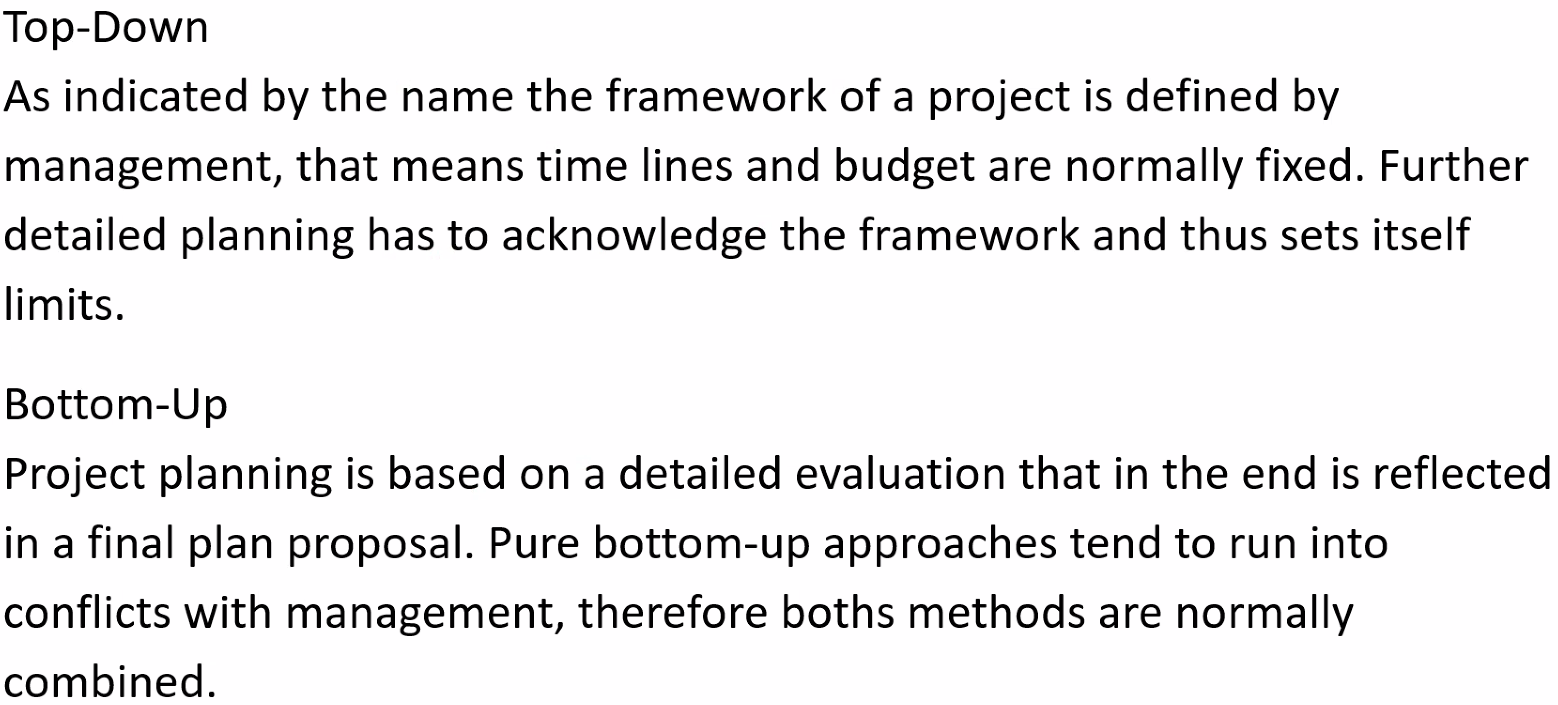 Top-Down
As indicated by the name the framework of a project is defined by
management, that means time lines and budget are normally fixed. Further
detailed planning has to acknowledge the framework and thus sets itself
limits.
Bottom-Up
Project planning is based on a detailed evaluation that in the end is reflected
in a final plan proposal. Pure bottom-up approaches tend to run into
conflicts with management, therefore boths methods are normally
combined.